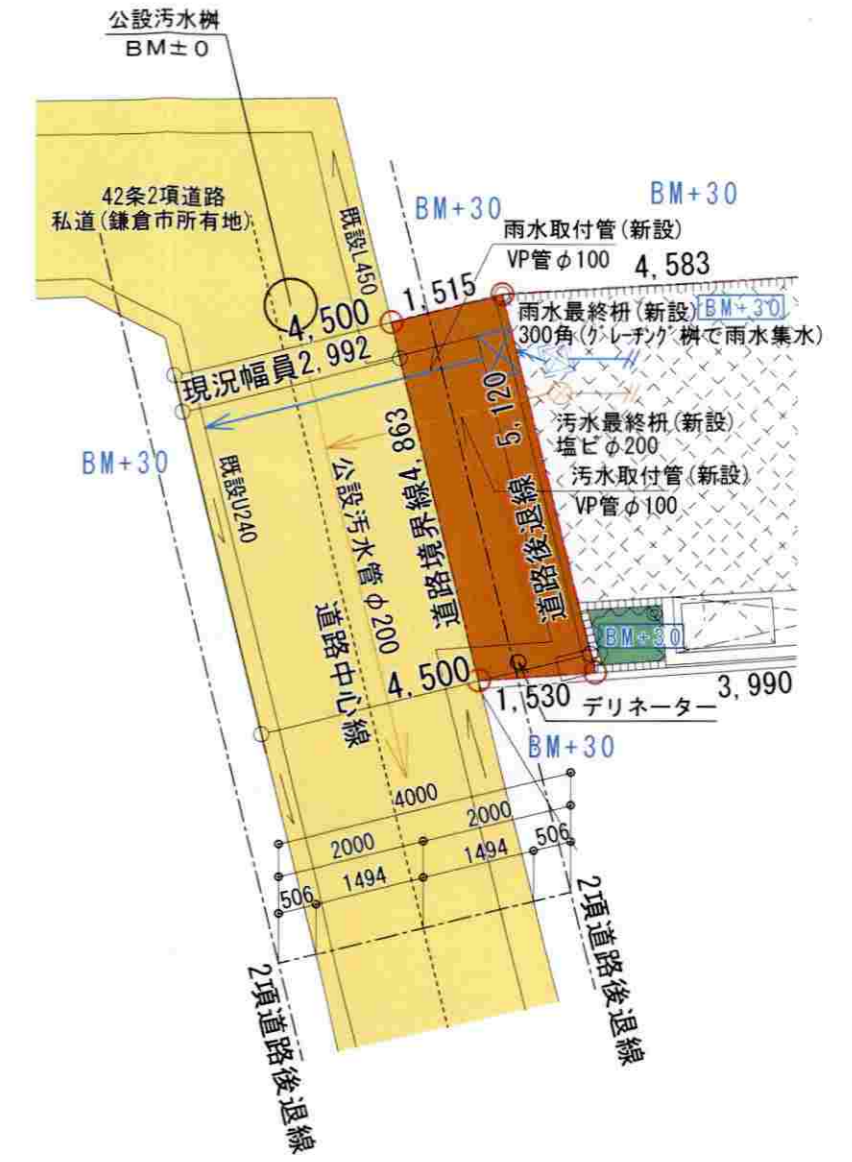 公設汚水桝
BM±0
42条2項道路
私道(鎌倉市所有地)
既設L450
BM+30
BM+30
雨水取付管(新設)
VP管φ100
4,583
1,515
雨水最終枡(新設)
BM+30
300角(グレーチング桝で雨水集水)
4,500
現況幅員2,992
5,120
汚水最終枡(新設)
塩ビφ200
BM+30
既設U240
道路境界線4,863
公設汚水管φ200
道路後退線
汚水取付管(新設)
VP管φ100
道路中心線
BM+30
4,500
1,530
デリネーター
3,990
BM+30
4000
2000
2000
506
1494
1494
506
2項道路後退線
2項道路後退線